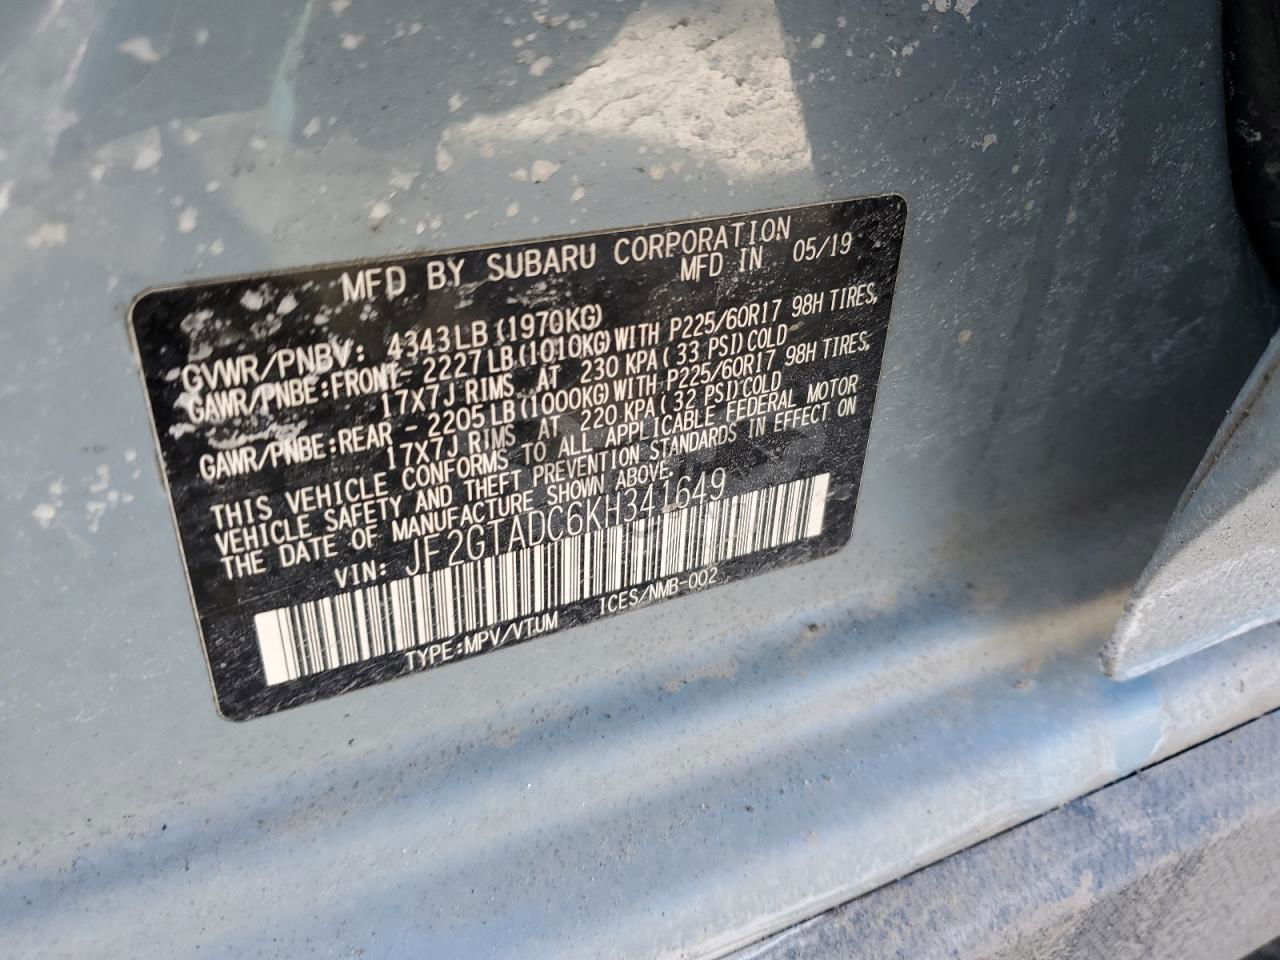 MFD BY SUBARU CORPORATION
MFD IN 05/19
GVWR/PNBV: 4343LB(1970KG)
GAWR/PNBE:FRONT- 2227LB(1010KG)WITH P225/60R17 98H TIRES,
17X7J RIMS AT 230 KPA(33 PSI)COLD
GAWR/PNBE:REAR - 2205LB(1000KG)WITH P225/60R17 98H TIRES,
17X7J RIMS AT 220 KPA(32 PSI)COLD
THIS VEHICLE CONFORMS TO ALL APPLICABLE FEDERAL MOTOR
VEHICLE SAFETY AND THEFT PREVENTION STANDARDS IN EFFECT ON
THE DATE OF MANUFACTURE SHOWN ABOVE.
VIN: JF2GTADC6KH341649
TYPE:MPV/VTUM ICES/NMB-002